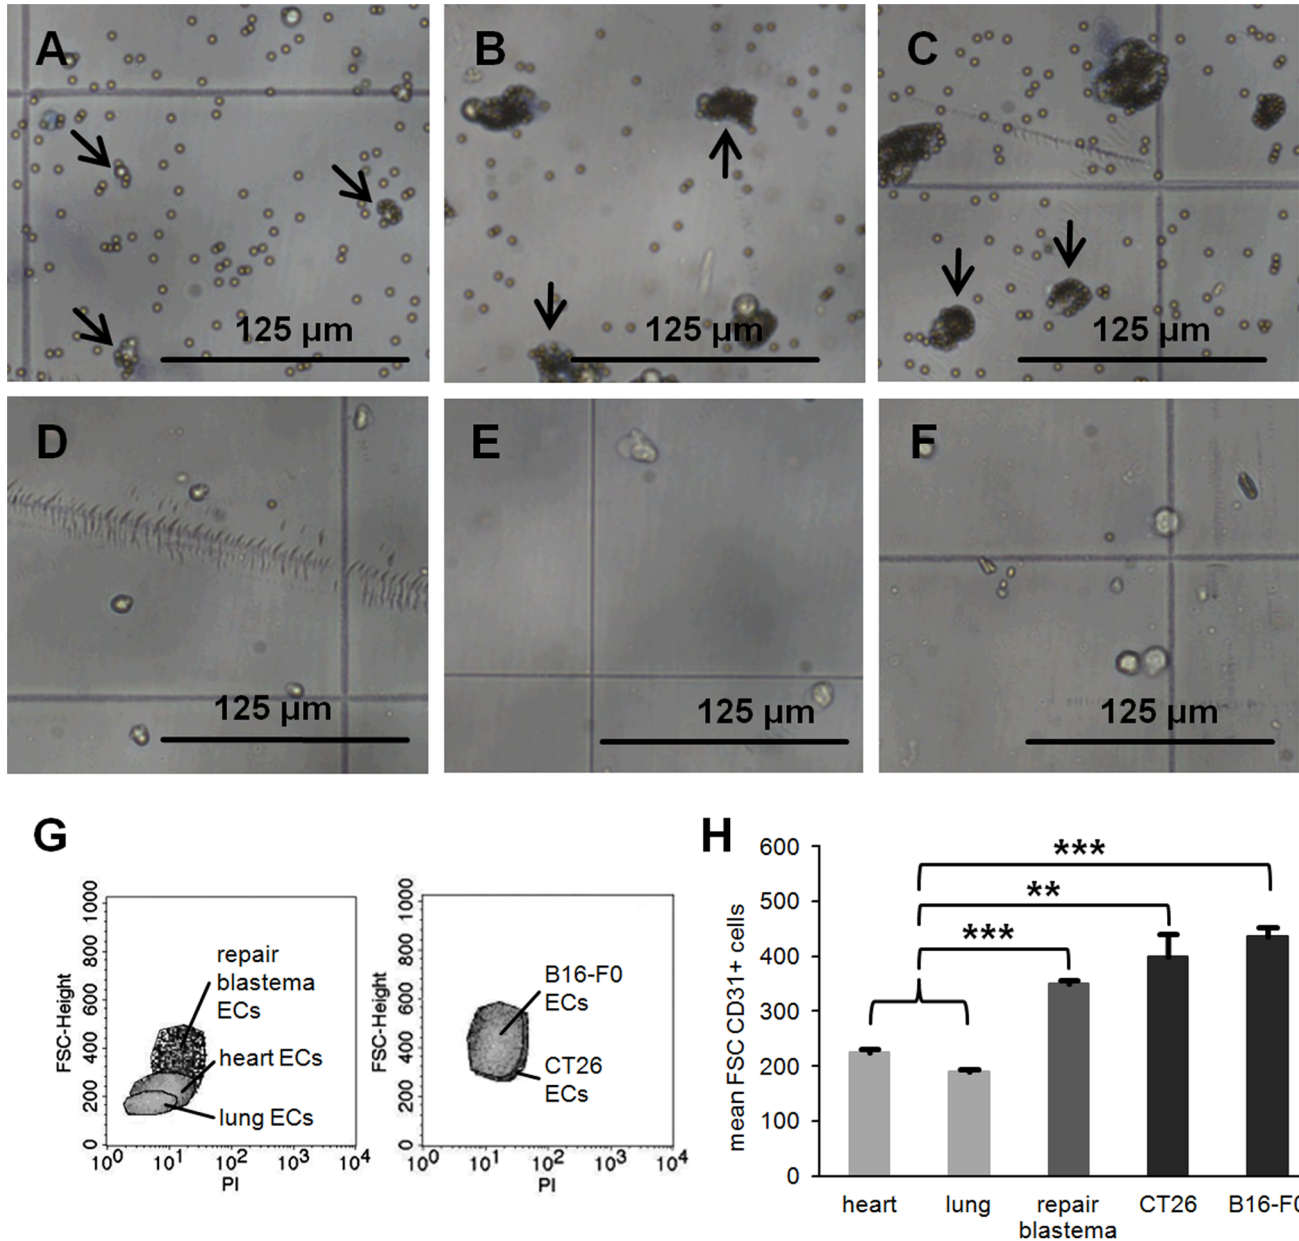 A
B
C
125 μm
125 μm
125 μm
D
E
F
125 μm
125 μm
125 μm
G
FSC-Height
0
200
400
600
800
1000
repair
blastema
ECs
heart ECs
lung ECs
10⁰ 10¹ 10² 10³ 10⁴
PI
FSC-Height
0
200
400
600
800
1000
B16-F0
ECs
CT26
ECs
10⁰ 10¹ 10² 10³ 10⁴
PI
H
mean FSC CD31+ cells
600
500
400
300
200
100
0
***
**
***
heart
lung
repair
blastema
CT26
B16-F0